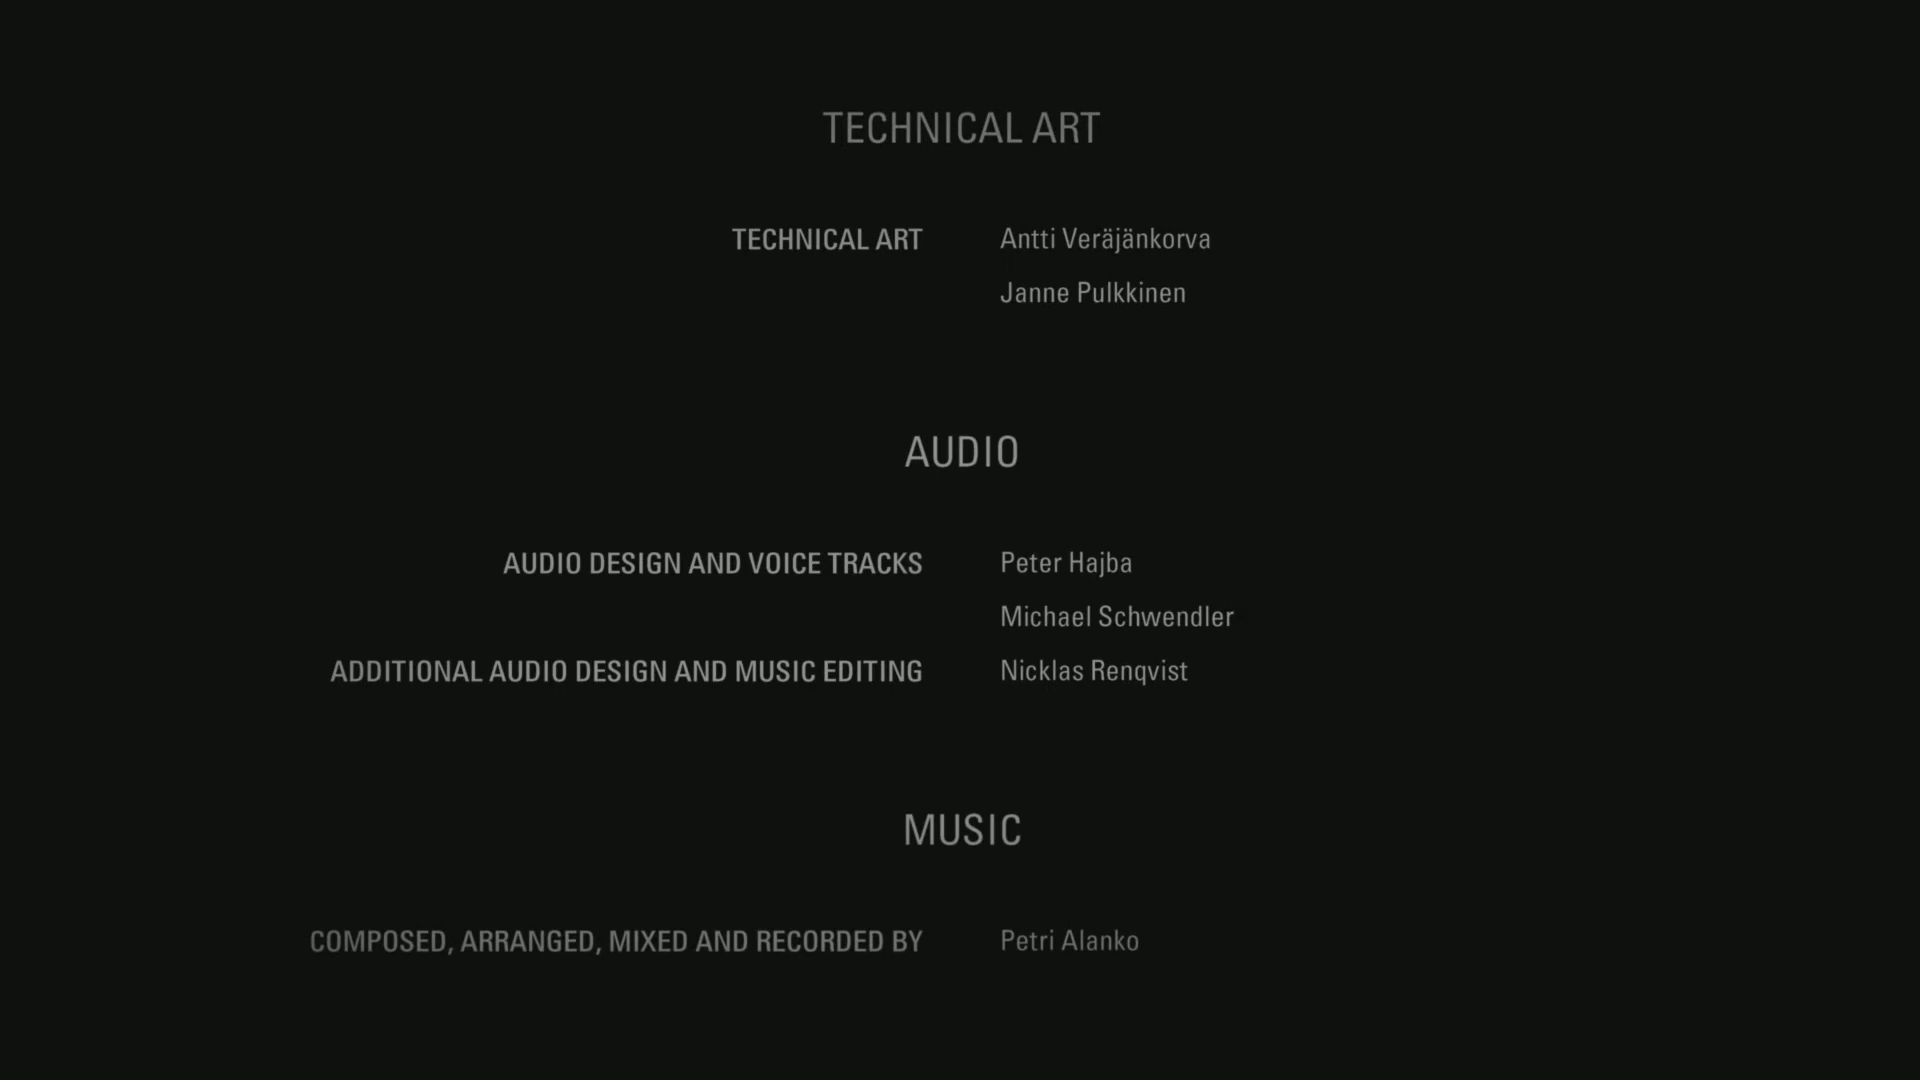 TECHNICAL ART
TECHNICAL ART Antti Veräjänkorva
Janne Pulkkinen
AUDIO
AUDIO DESIGN AND VOICE TRACKS Peter Hajba
Michael Schwendler
ADDITIONAL AUDIO DESIGN AND MUSIC EDITING Nicklas Renqvist
MUSIC
COMPOSED, ARRANGED, MIXED AND RECORDED BY Petri Alanko